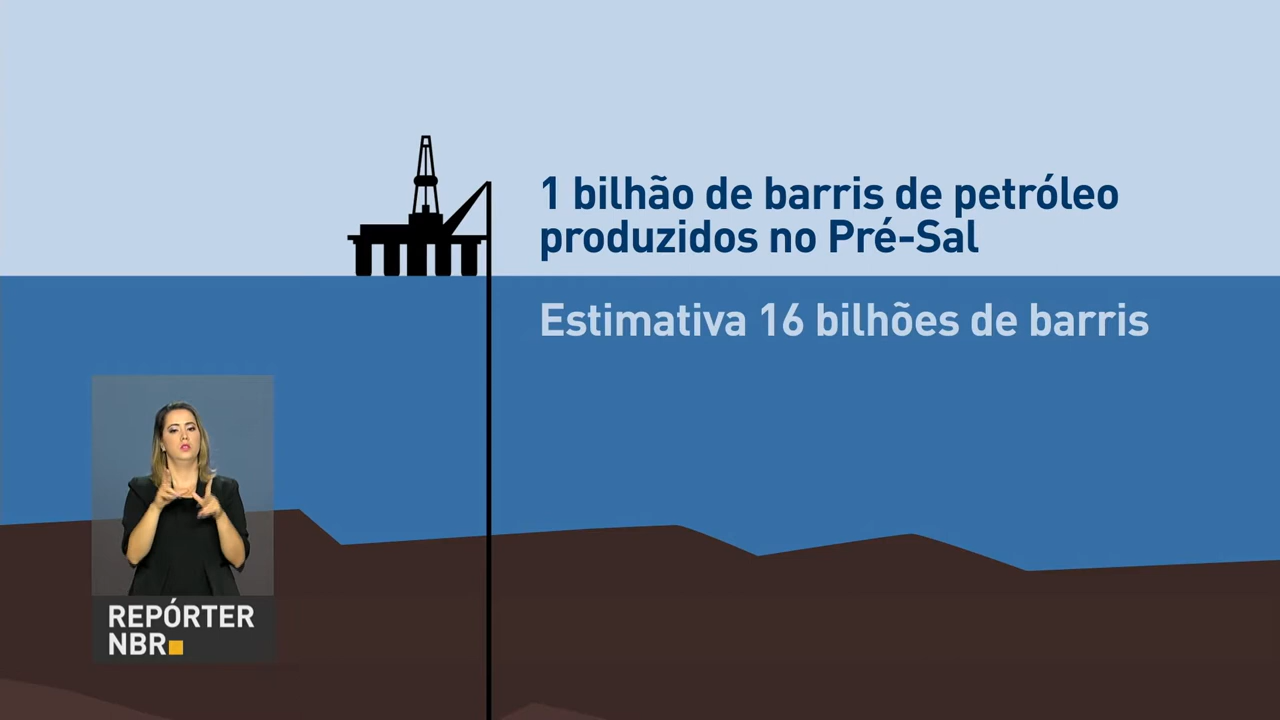 1 bilhão de barris de petróleo
produzidos no Pré-Sal
Estimativa 16 bilhões de barris
REPÓRTER
NBR